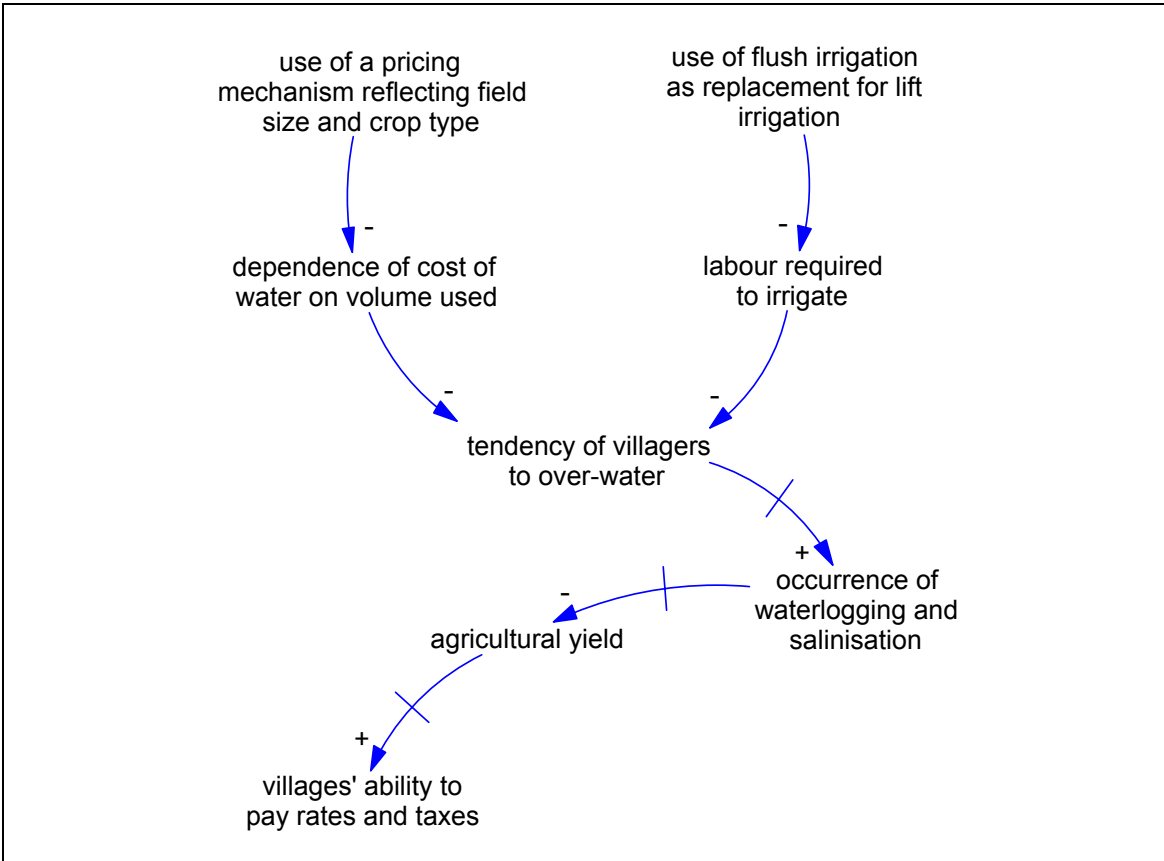 use of a pricing
mechanism reflecting field
size and crop type
use of flush irrigation
as replacement for lift
irrigation
-
-
dependence of cost of
water on volume used
labour required
to irrigate
-
-
tendency of villagers
to over-water
+
occurrence of
waterlogging and
salinisation
-
agricultural yield
+
villages' ability to
pay rates and taxes